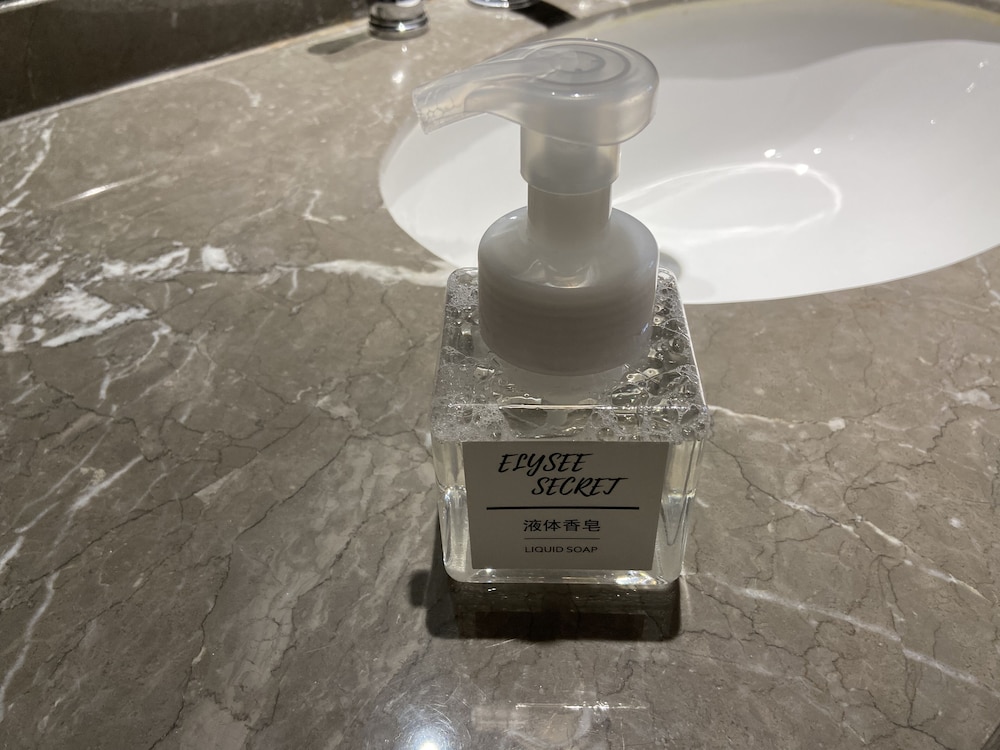 ELYSEE
SECRET
液体香皂
LIQUID SOAP